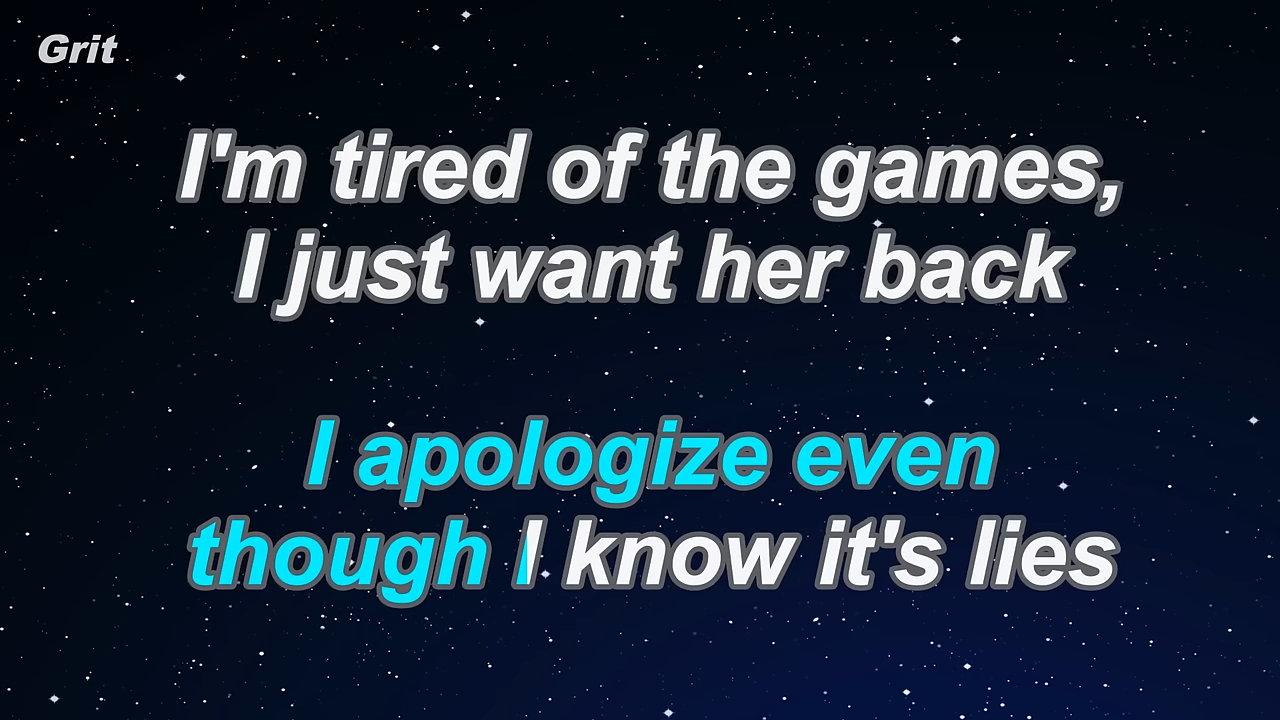 Grit
I'm tired of the games,
I just want her back
I apologize even
though I know it's lies